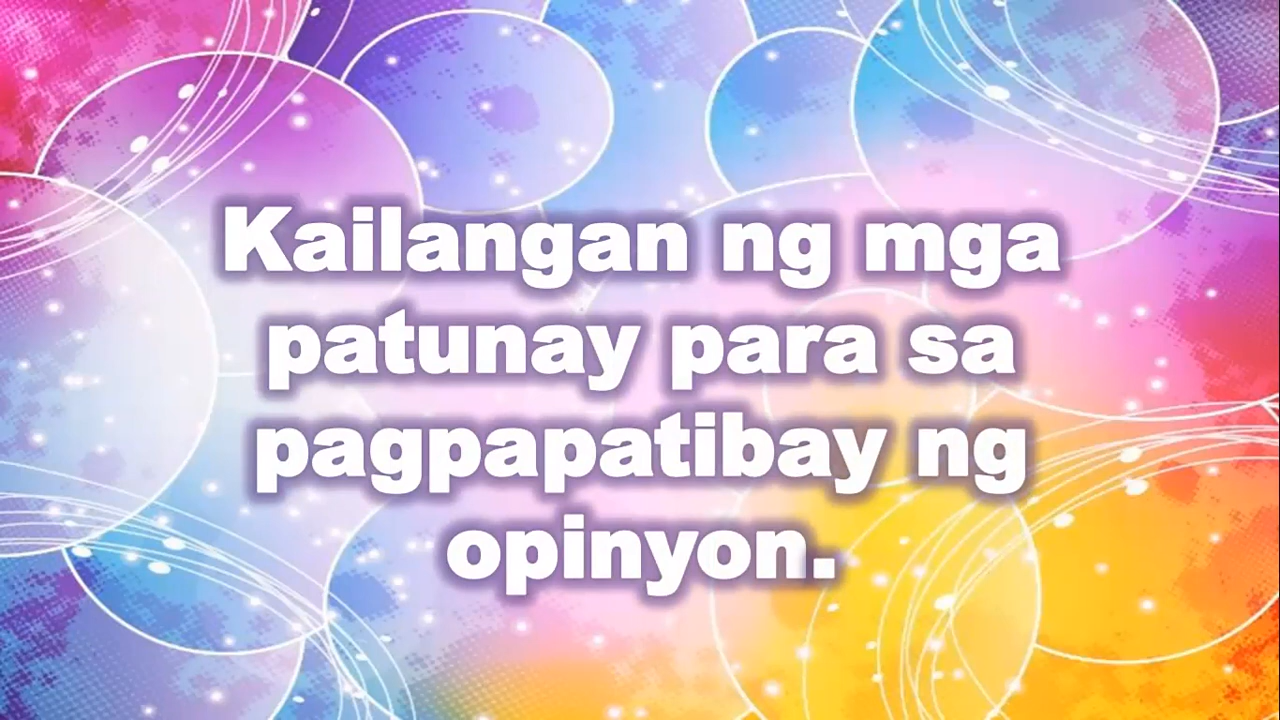 Kailangan ng mga
patunay para sa
pagpapatibay ng
opinyon.